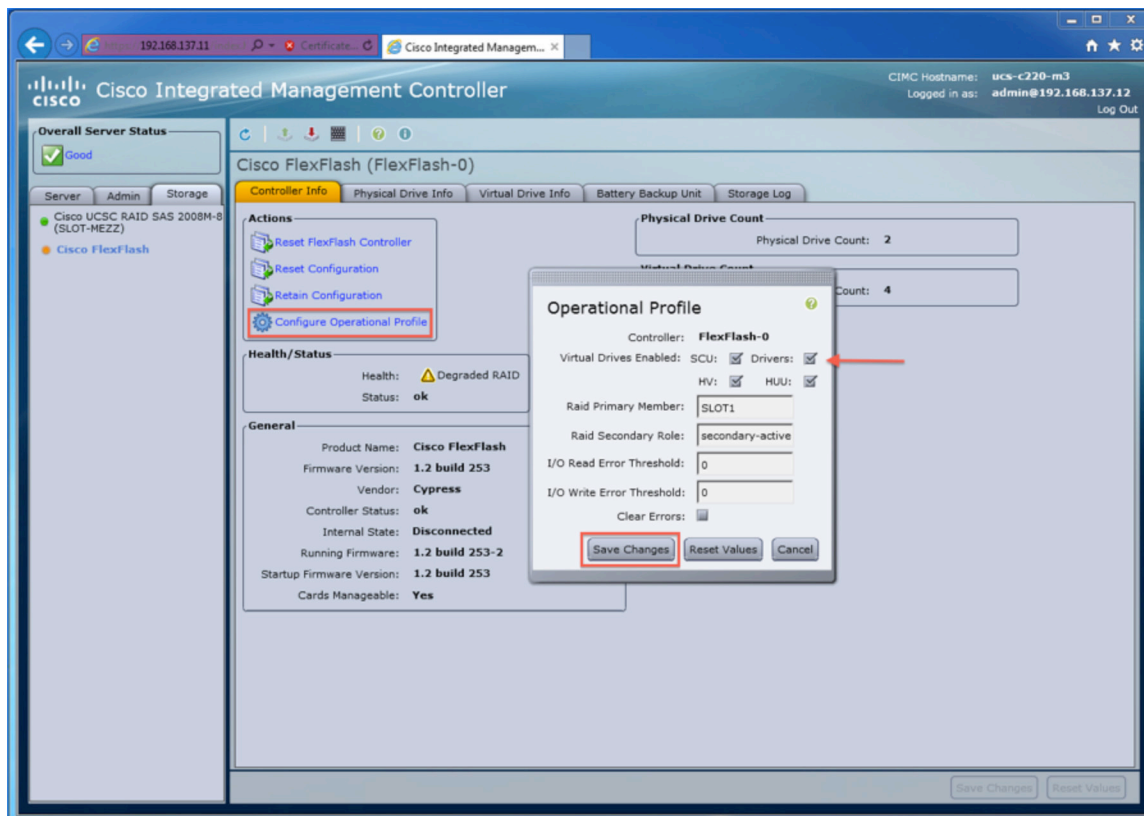 192.168.137.11
Certificate...
Cisco Integrated Managem...
CISCO
Cisco Integrated Management Controller
CIMC Hostname: ucs-c220-m3
Logged in as: admin@192.168.137.12
Log Out
Overall Server Status
Good
Server Admin Storage
Cisco UCSC RAID SAS 2008M-8
(SLOT-MEZZ)
Cisco FlexFlash
Cisco FlexFlash (FlexFlash-0)
Controller Info Physical Drive Info Virtual Drive Info Battery Backup Unit Storage Log
Actions
Reset FlexFlash Controller
Reset Configuration
Retain Configuration
Configure Operational Profile
Physical Drive Count
Physical Drive Count: 2
Virtual Drive Count
Count: 4
Health/Status
Health: Degraded RAID
Status: ok
General
Product Name: Cisco FlexFlash
Firmware Version: 1.2 build 253
Vendor: Cypress
Controller Status: ok
Internal State: Disconnected
Running Firmware: 1.2 build 253-2
Startup Firmware Version: 1.2 build 253
Cards Manageable: Yes
Operational Profile
Controller: FlexFlash-0
Virtual Drives Enabled: SCU: Drivers:
HV: HUU:
Raid Primary Member: SLOT1
Raid Secondary Role: secondary-active
I/O Read Error Threshold: 0
I/O Write Error Threshold: 0
Clear Errors:
Save Changes Reset Values Cancel
Save Changes Reset Values